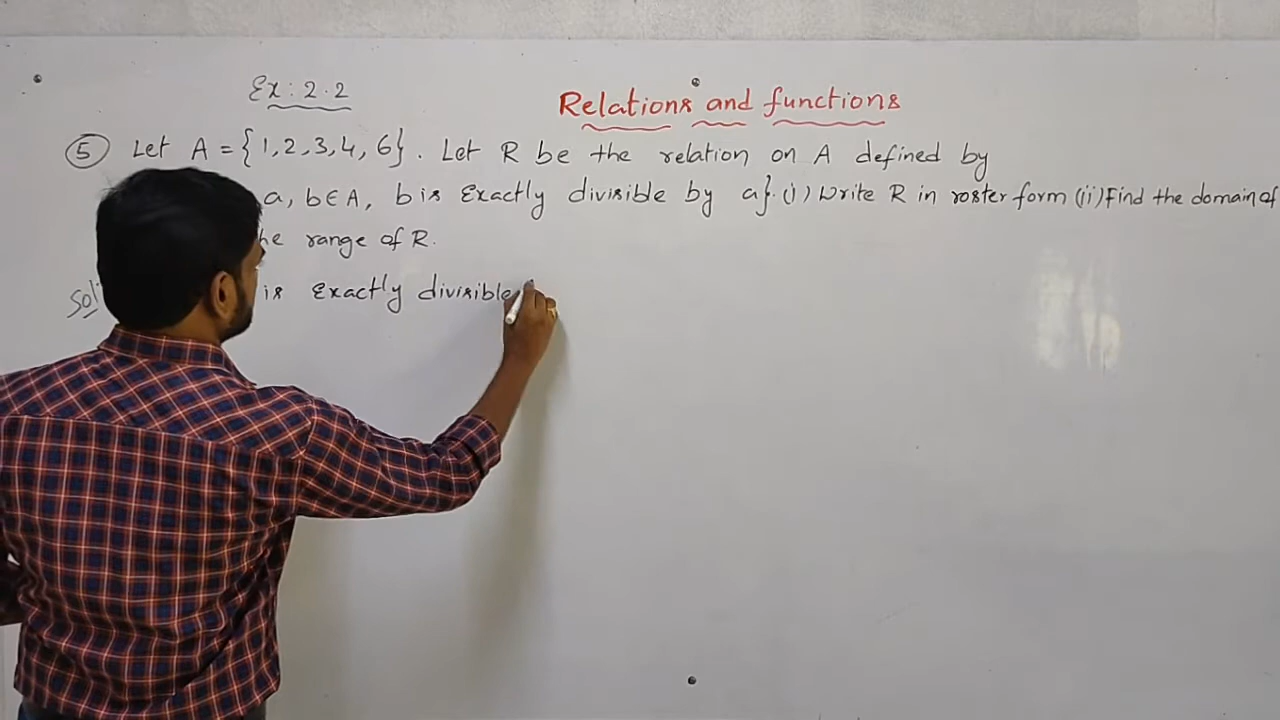 Ex: 2.2
Relations and functions
5 Let A = {1,2,3,4,6}. Let R be the relation on A defined by
a, b ∈ A, b is Exactly divisible by a}. (i) Write R in roster form (ii) Find the domain of
range of R.
is Exactly divisible